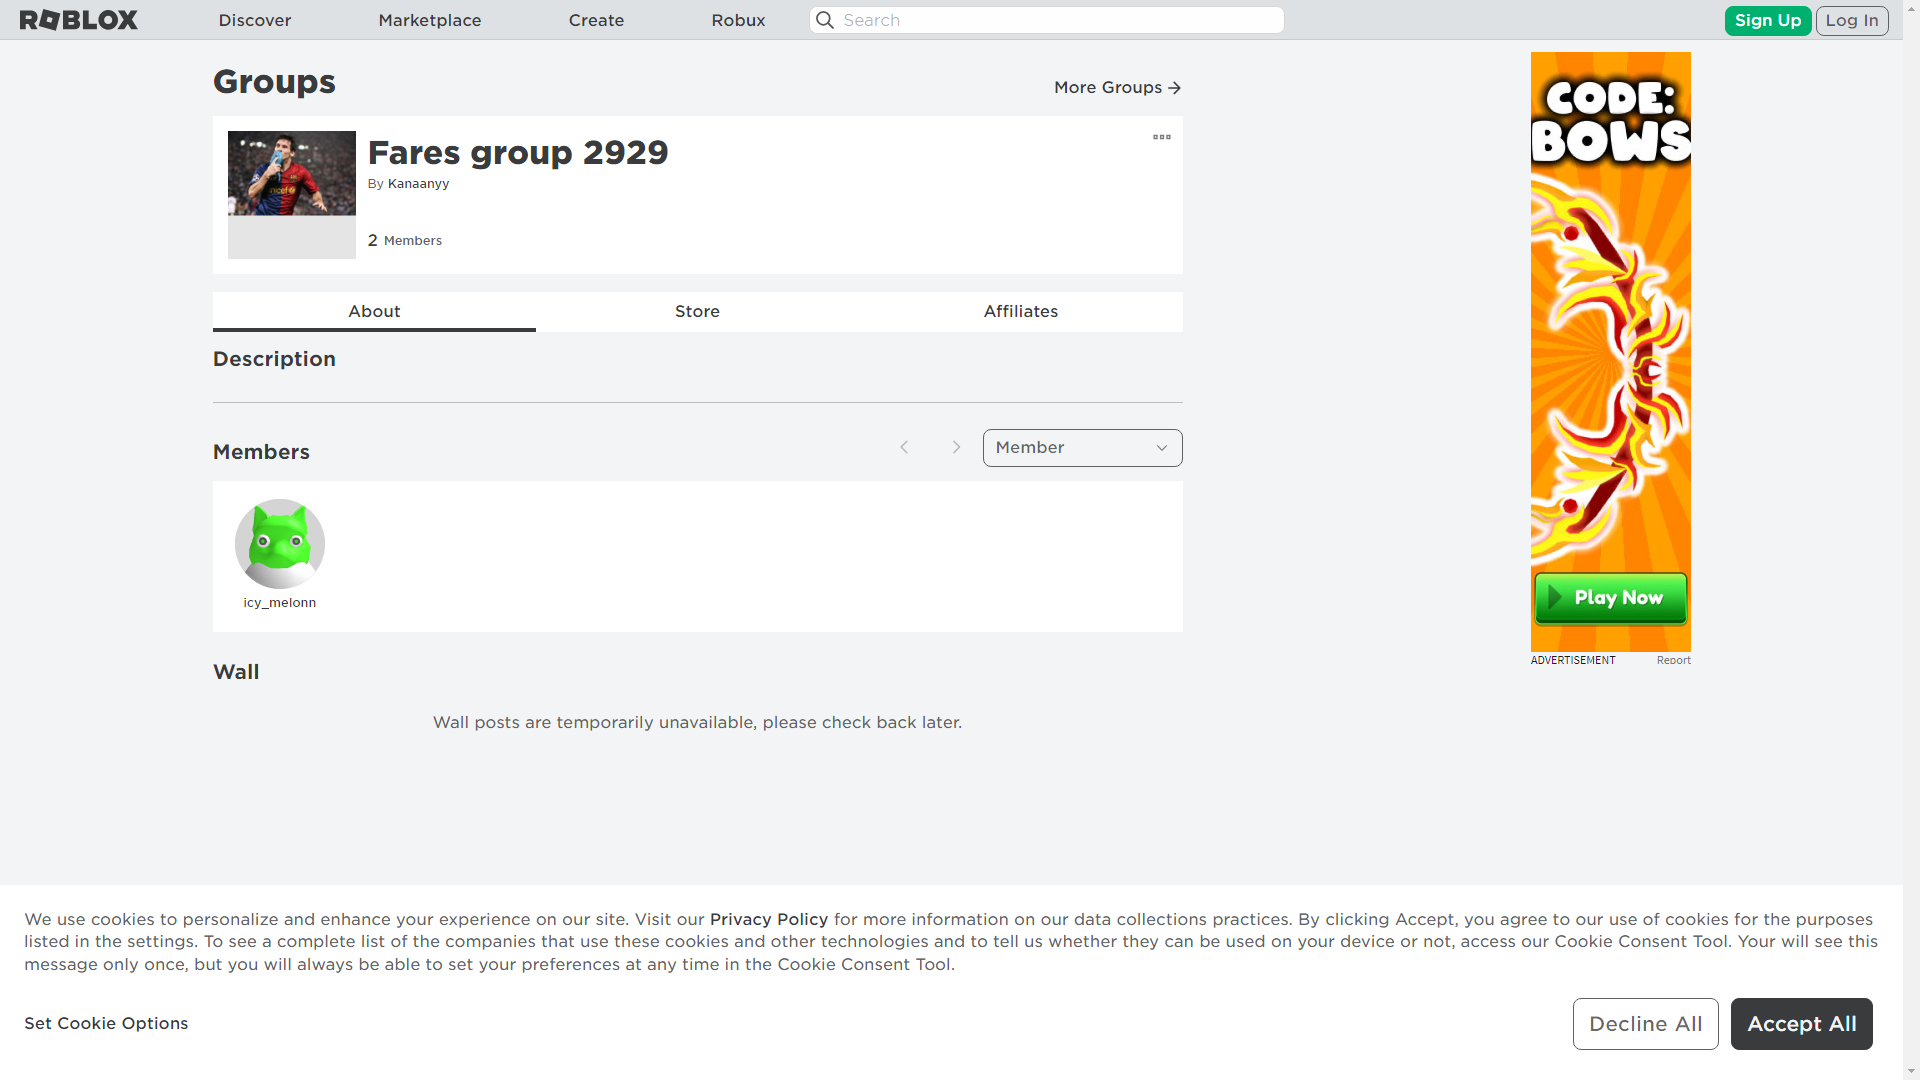 ROBLOX
Discover
Marketplace
Create
Robux
Search
Sign Up
Log In
Groups
More Groups
Fares group 2929
By Kanaanyy
2 Members
About
Store
Affiliates
Description
Members
Member
icy_melonn
Wall
Wall posts are temporarily unavailable, please check back later.
CODE:
BOWS
Play Now
ADVERTISEMENT
Report
We use cookies to personalize and enhance your experience on our site. Visit our Privacy Policy for more information on our data collections practices. By clicking Accept, you agree to our use of cookies for the purposes
listed in the settings. To see a complete list of the companies that use these cookies and other technologies and to tell us whether they can be used on your device or not, access our Cookie Consent Tool. Your will see this
message only once, but you will always be able to set your preferences at any time in the Cookie Consent Tool.
Set Cookie Options
Decline All
Accept All